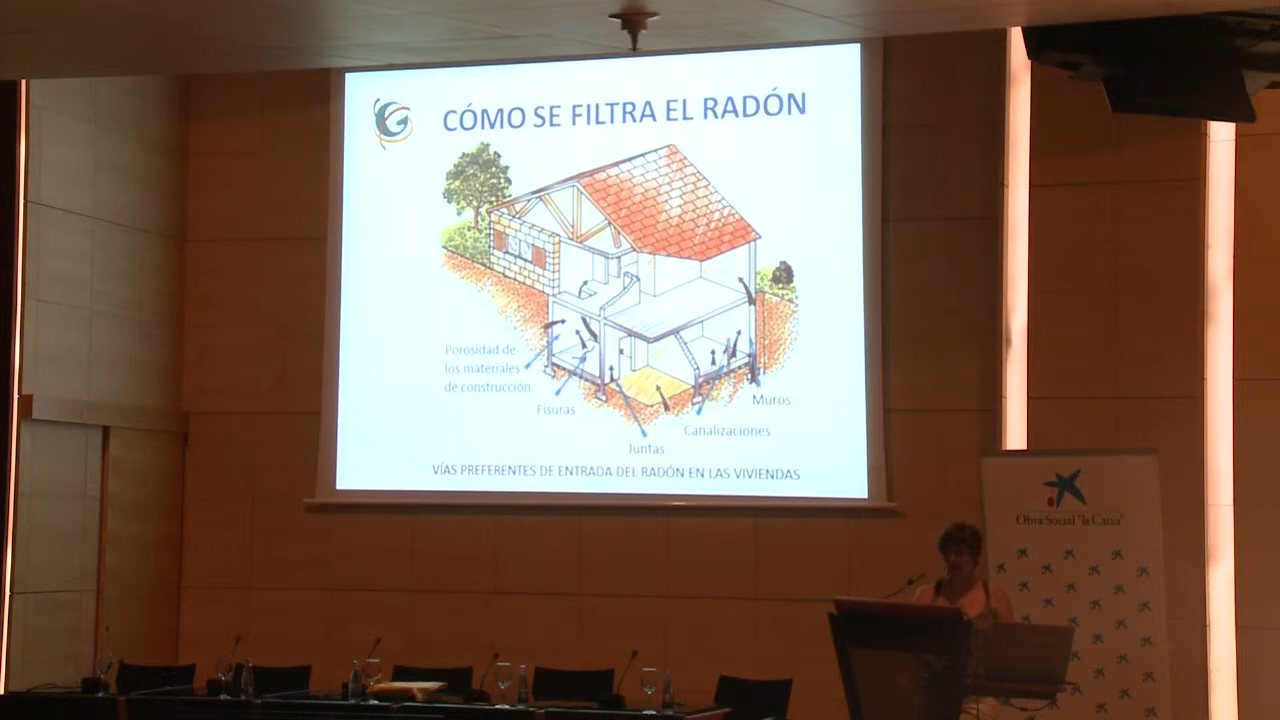 CÓMO SE FILTRA EL RADÓN
Porosidad de
los materiales
de construcción
Fisuras
Juntas
Canalizaciones
Muros
VÍAS PREFERENTES DE ENTRADA DEL RADÓN EN LAS VIVIENDAS
Obra Social "la Caixa"